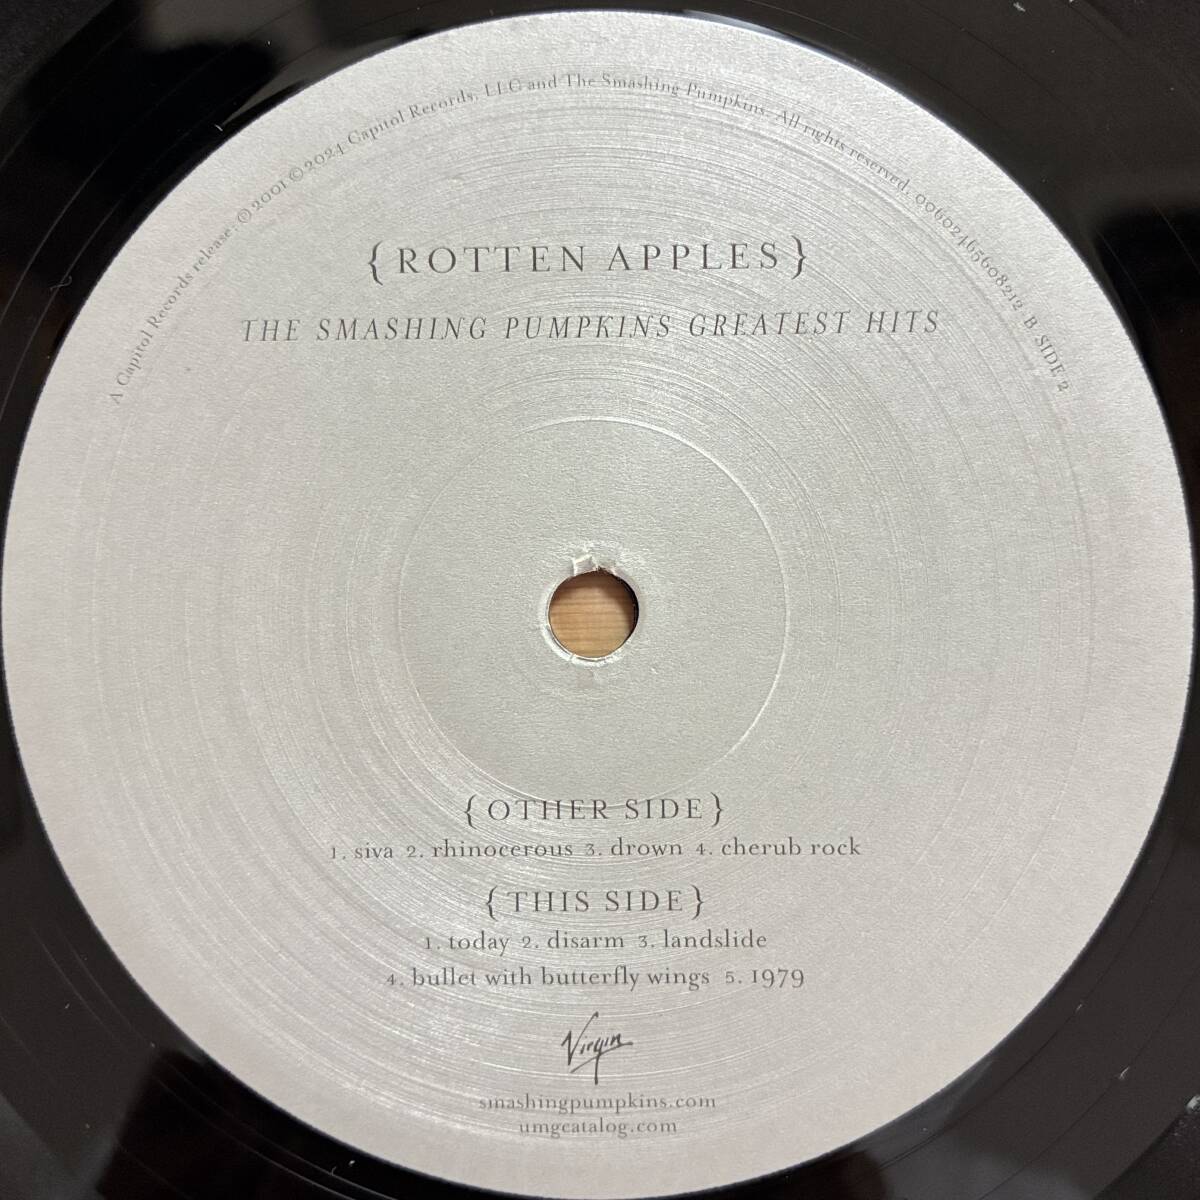 A Capitol Records release. ℗ 2001 © 2024 Capitol Records, LLC and The Smashing Pumpkins. All rights reserved. 00602465608212 B SIDE 2
{ROTTEN APPLES}
THE SMASHING PUMPKINS GREATEST HITS
{OTHER SIDE}
1. siva 2. rhinocerous 3. drown 4. cherub rock
{THIS SIDE}
1. today 2. disarm 3. landslide
4. bullet with butterfly wings 5. 1979
Virgin
smashingpumpkins.com
umgcatalog.com